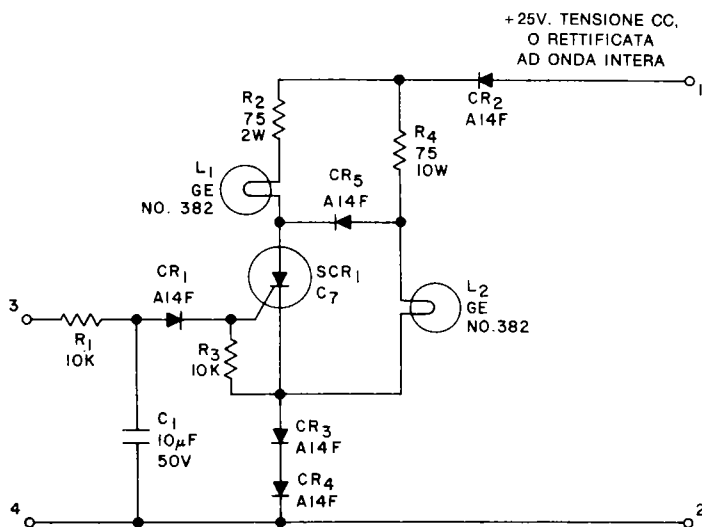 +25V. TENSIONE CC,
O RETTIFICATA
AD ONDA INTERA
1
CR2
A14F
R2
75
2W
R4
75
10W
L1
GE
NO. 382
CR5
A14F
SCR1
C7
L2
GE
NO.382
3
CR1
A14F
R1
10K
R3
10K
C1
10µF
50V
CR3
A14F
CR4
A14F
4
2